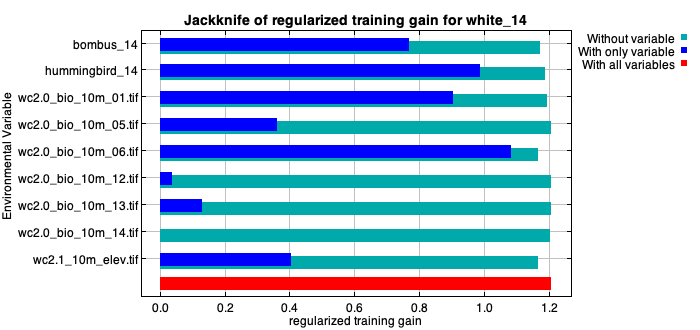 Jackknife of regularized training gain for white_14
Without variable
With only variable
With all variables
Environmental Variable
bombus_14
hummingbird_14
wc2.0_bio_10m_01.tif
wc2.0_bio_10m_05.tif
wc2.0_bio_10m_06.tif
wc2.0_bio_10m_12.tif
wc2.0_bio_10m_13.tif
wc2.0_bio_10m_14.tif
wc2.1_10m_elev.tif
0.0 0.2 0.4 0.6 0.8 1.0 1.2
regularized training gain